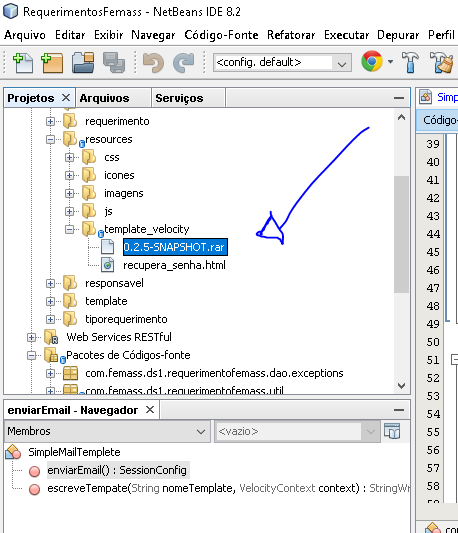 RequerimentosFemass - NetBeans IDE 8.2
Arquivo Editar Exibir Navegar Código-Fonte Refatorar Executar Depurar Perfil
<config. default>
Projetos Arquivos Serviços
Simp
Código-
requerimento
resources
css
icones
imagens
js
template_velocity
0.2.5-SNAPSHOT.rar
recupera_senha.html
responsavel
template
tiporequerimento
Web Services RESTful
Pacotes de Códigos-fonte
com.femass.ds1.requerimentofemass.dao.exceptions
com.femass.ds1.requerimentofemass.util
39
40
41
42
43
44
45
46
47
48
49
50
51
52
53
54
55
56
57
58
enviarEmail - Navegador
Membros <vazio>
SimpleMailTemplete
enviarEmail() : SessionConfig
escreveTempate(String nomeTemplate, VelocityContext context) : StringWr